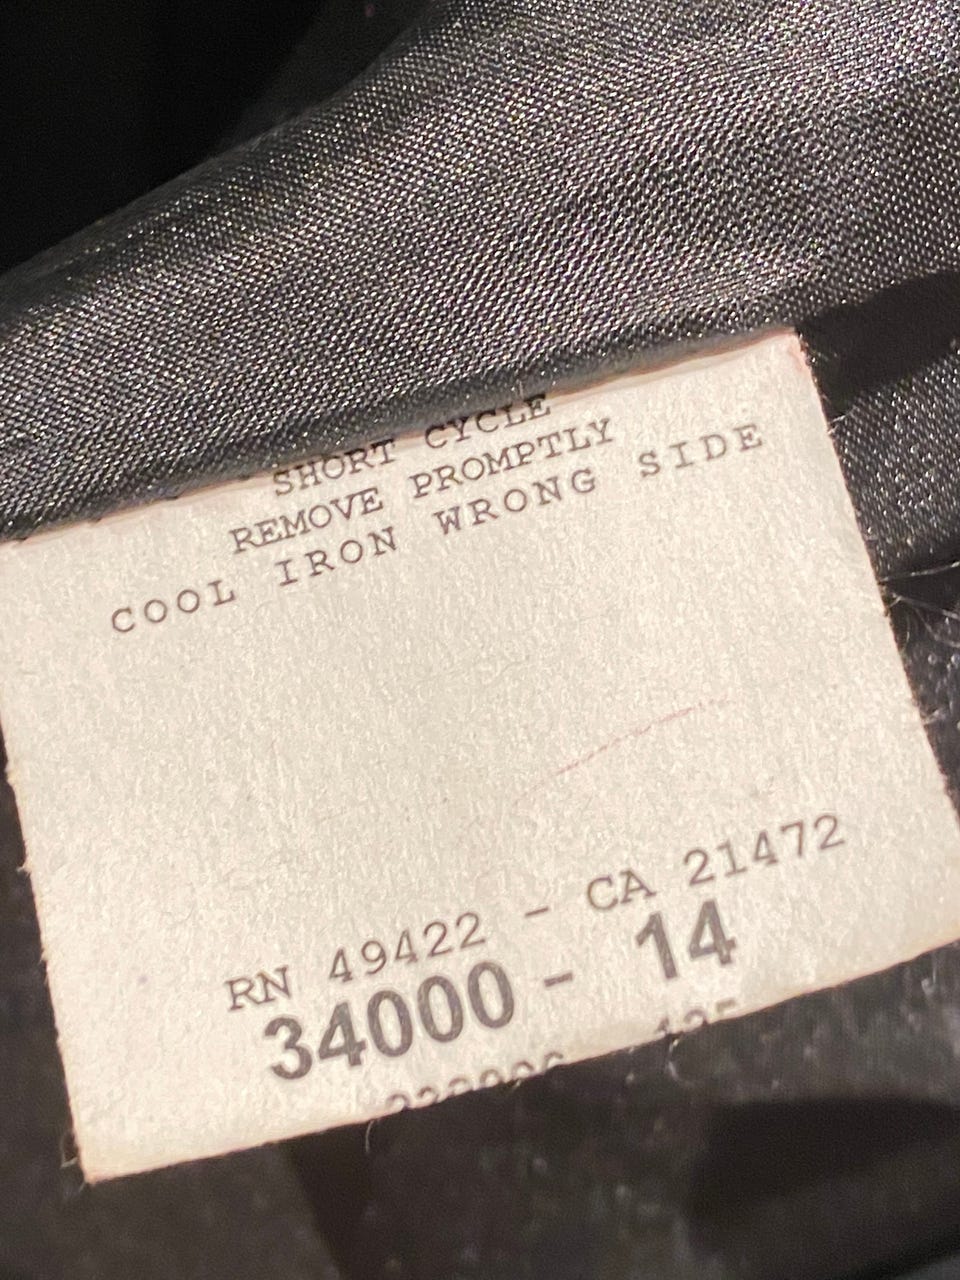 SHORT CYCLE
REMOVE PROMPTLY
COOL IRON WRONG SIDE
RN 49422 - CA 21472
34000 - 14